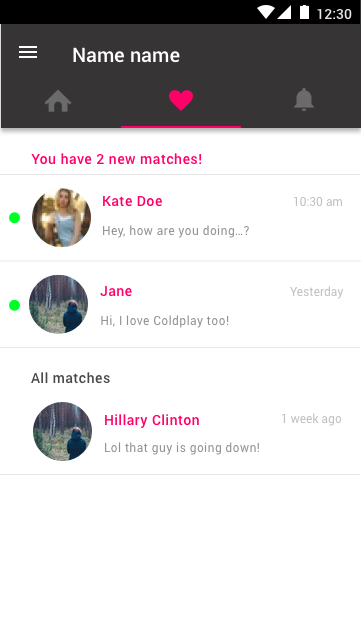 12:30
Name name
You have 2 new matches!
Kate Doe 10:30 am
Hey, how are you doing...?
Jane Yesterday
Hi, I love Coldplay too!
All matches
Hillary Clinton 1 week ago
Lol that guy is going down!